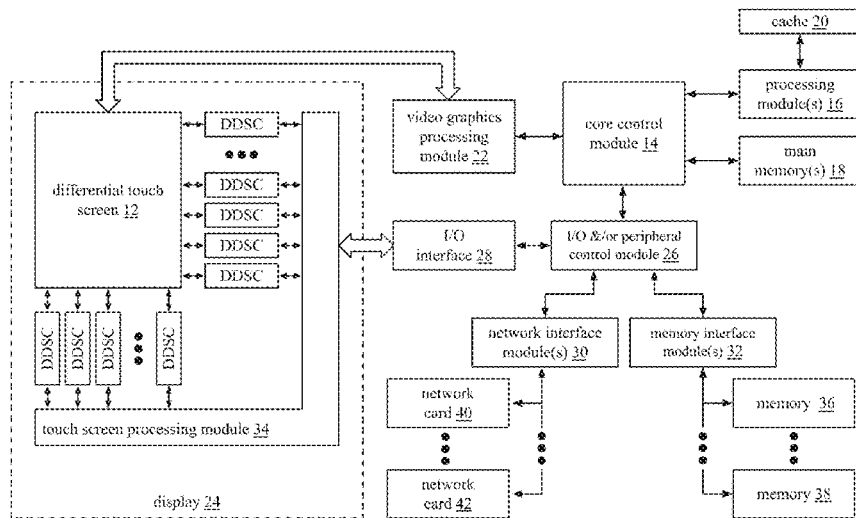 cache 20
processing
module(s) 16
main
memory(s) 18
core control
module 14
video graphics
processing
module 22
DDSC
DDSC
DDSC
DDSC
DDSC
differential touch
screen 12
I/O
interface 28
I/O &/or peripheral
control module 26
DDSC
DDSC
DDSC
DDSC
network interface
module(s) 30
memory interface
module(s) 32
touch screen processing module 34
network
card 40
memory 36
display 24
network
card 42
memory 38